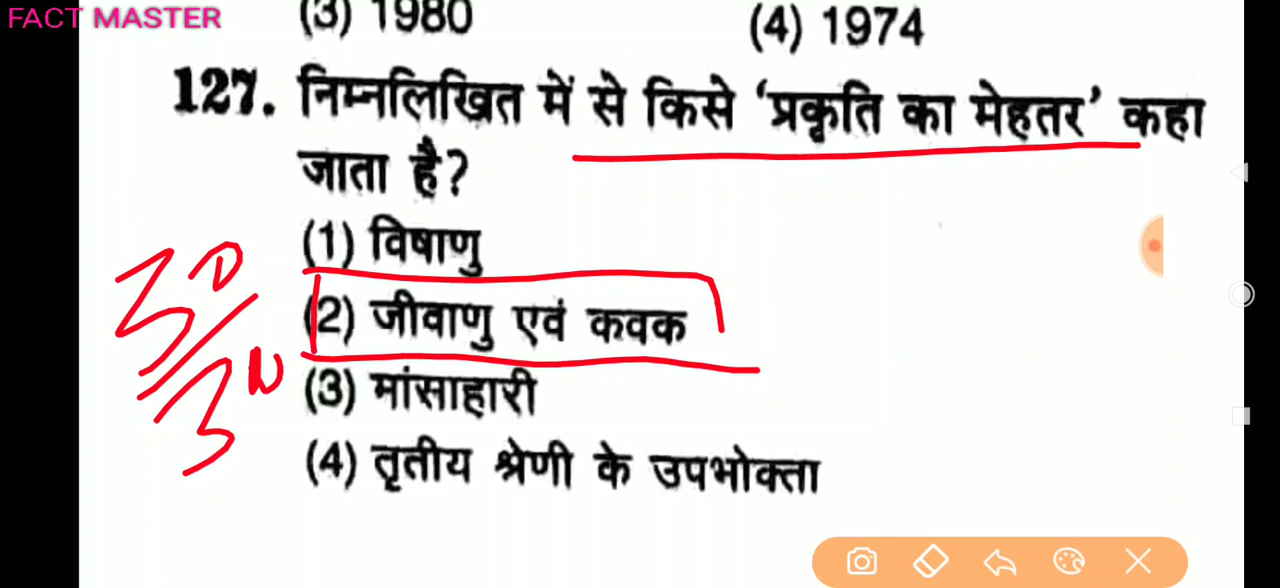 FACT MASTER
(3) 1980 (4) 1974
127. निम्नलिखित में से किसे ‘प्रकृति का मेहतर’ कहा
जाता है?
(1) विषाणु
(2) जीवाणु एवं कवक
(3) मांसाहारी
(4) तृतीय श्रेणी के उपभोक्ता